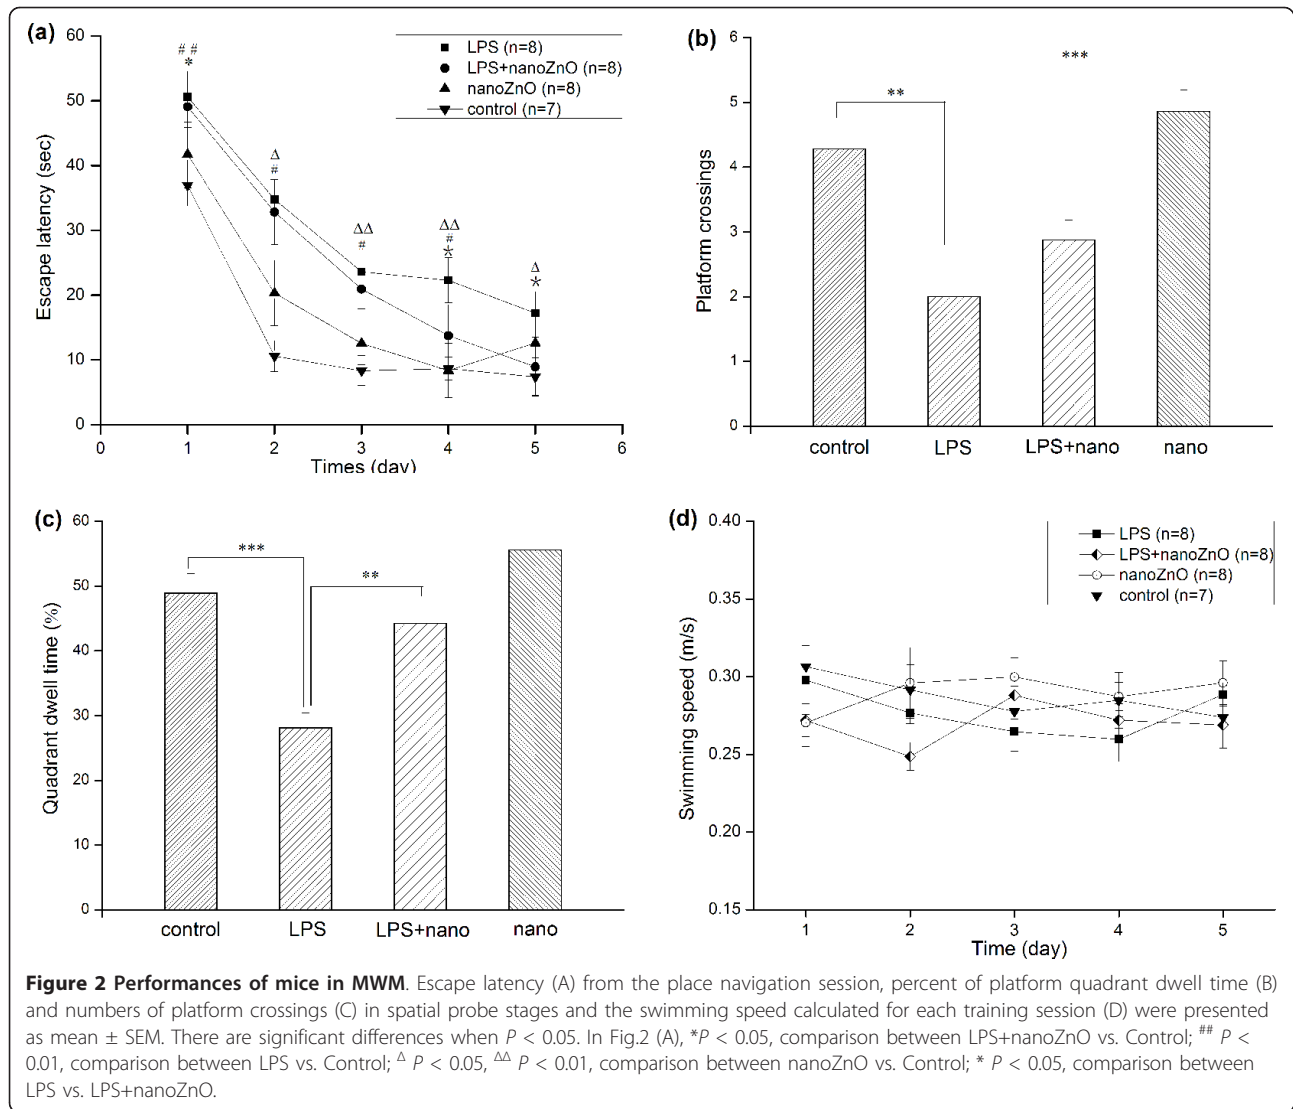 (a)
60
50
40
30
20
10
0
Escape latency (sec)
LPS (n=8)
LPS+nanoZnO (n=8)
nanoZnO (n=8)
control (n=7)
# #
*
Δ
#
ΔΔ
#
ΔΔ
#
*
Δ
*
0 1 2 3 4 5 6
Times (day)
(b)
6
5
4
3
2
1
0
Platform crossings
**
***
control LPS LPS+nano nano
(c)
60
50
40
30
20
10
0
Quadrant dwell time (%)
***
**
control LPS LPS+nano nano
(d)
0.40
0.35
0.30
0.25
0.20
0.15
Swimming speed (m/s)
LPS (n=8)
LPS+nanoZnO (n=8)
nanoZnO (n=8)
control (n=7)
1 2 3 4 5
Time (day)
Figure 2 Performances of mice in MWM. Escape latency (A) from the place navigation session, percent of platform quadrant dwell time (B)
and numbers of platform crossings (C) in spatial probe stages and the swimming speed calculated for each training session (D) were presented
as mean ± SEM. There are significant differences when P < 0.05. In Fig.2 (A), *P < 0.05, comparison between LPS+nanoZnO vs. Control; ## P <
0.01, comparison between LPS vs. Control; Δ P < 0.05, ΔΔ P < 0.01, comparison between nanoZnO vs. Control; * P < 0.05, comparison between
LPS vs. LPS+nanoZnO.